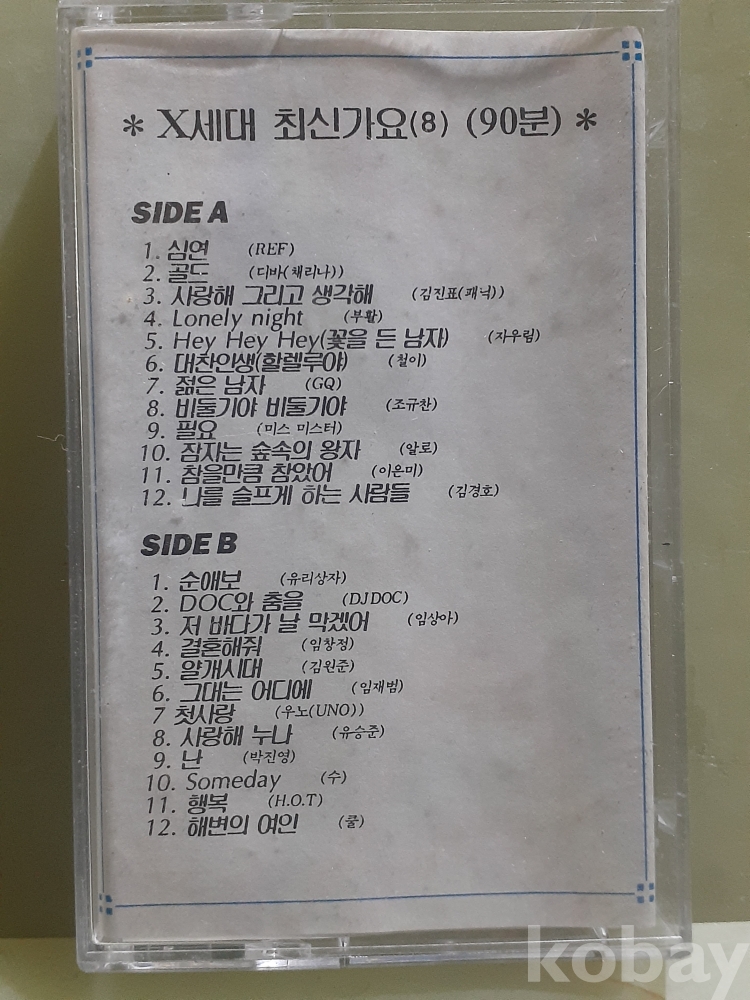 * X세대 최신가요(8) (90분) *
SIDE A
1. 심연 (REF)
2. 골드 (디바(채리나))
3. 사랑해 그리고 생각해 (김진표(패닉))
4. Lonely night (부활)
5. Hey Hey Hey(꽃을 든 남자) (자우림)
6. 대찬인생(할렐루야) (철이)
7. 젊은 남자 (GQ)
8. 비둘기야 비둘기야 (조규찬)
9. 필요 (미스 미스터)
10. 잠자는 숲속의 왕자 (알로)
11. 참을만큼 참았어 (이은미)
12. 나를 슬프게 하는 사람들 (김경호)
SIDE B
1. 순애보 (유리상자)
2. DOC와 춤을 (DJ DOC)
3. 저 바다가 날 막겠어 (임상아)
4. 결혼해줘 (임창정)
5. 얄개시대 (김원준)
6. 그대는 어디에 (임재범)
7 첫사랑 (우노(UNO))
8. 사랑해 누나 (유승준)
9. 난 (박진영)
10. Someday (수)
11. 행복 (H.O.T)
12. 해변의 여인 (쿨)
kobay